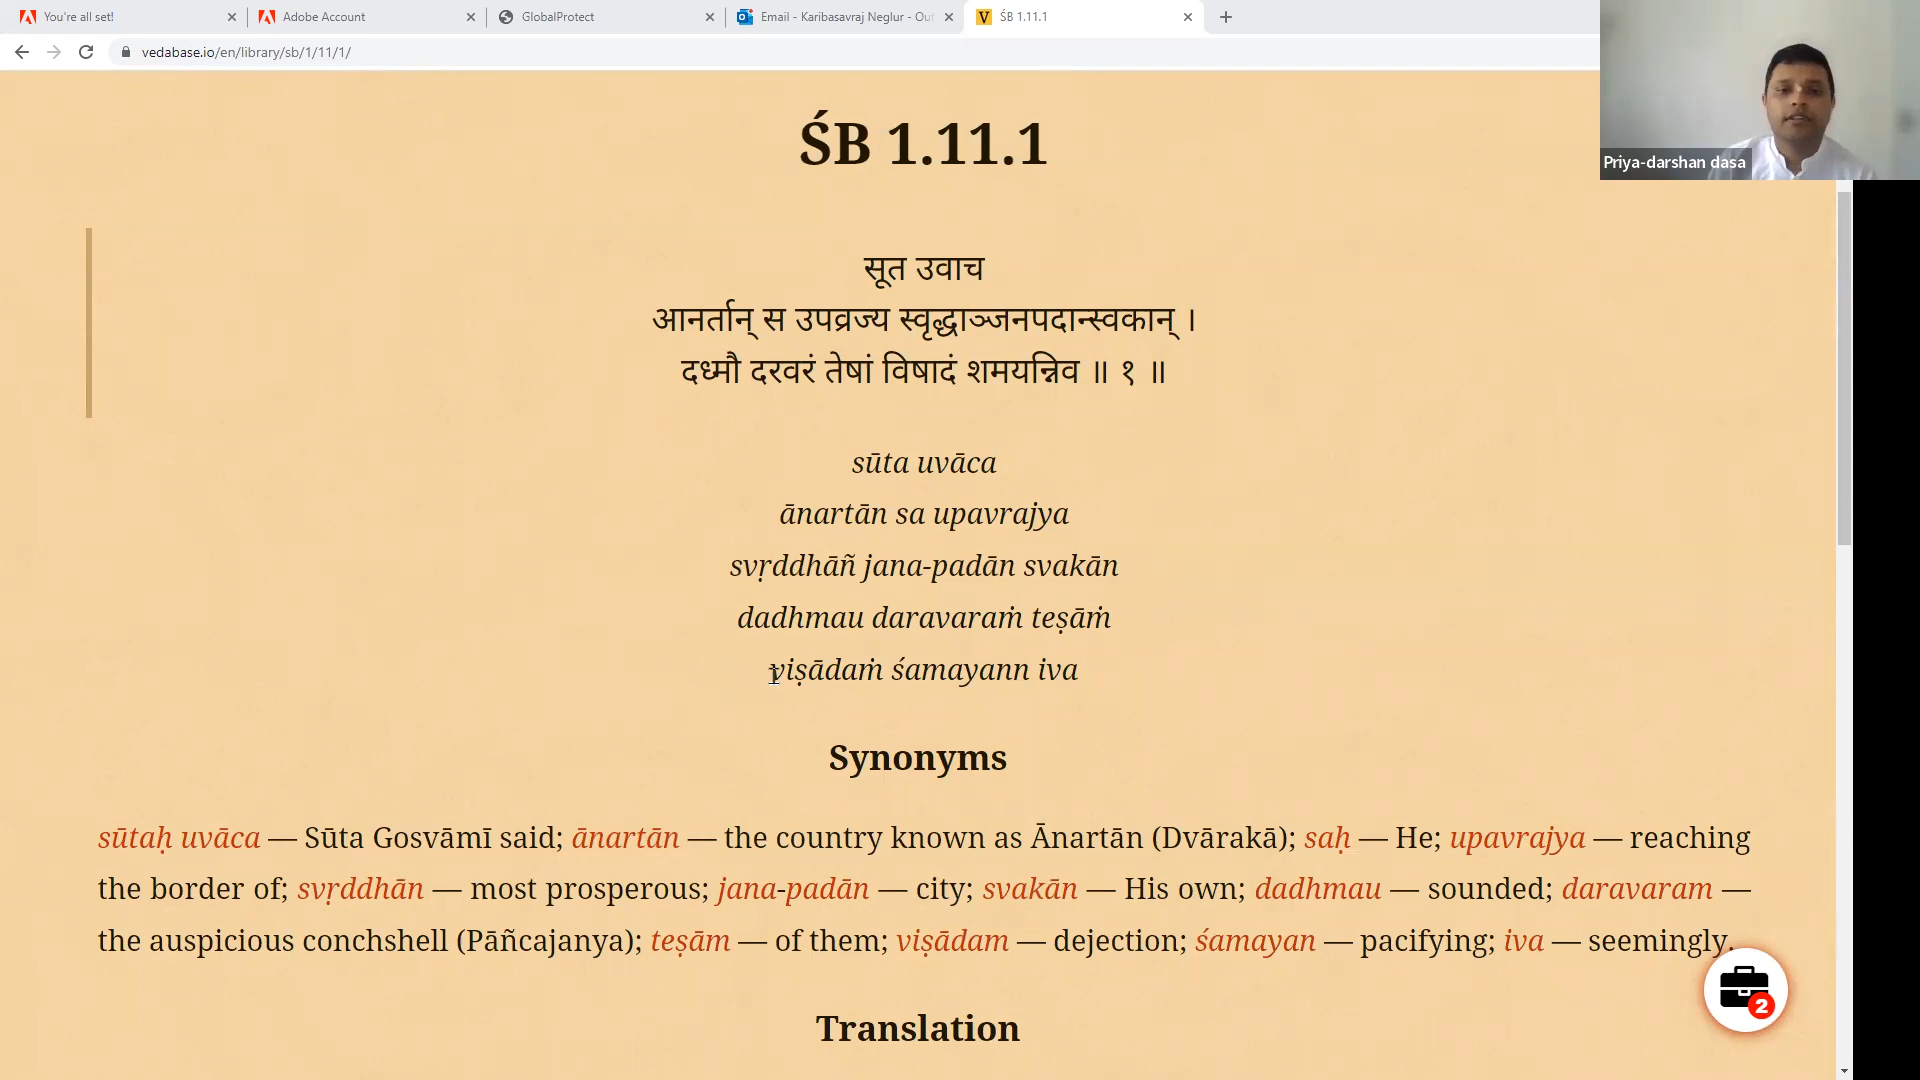 You're all set!
Adobe Account
GlobalProtect
Email - Karibasavraj Neglur - Out
ŚB 1.11.1
vedabase.io/en/library/sb/1/11/1/
Priya-darshan dasa
ŚB 1.11.1
सूत उवाच
आनर्तान् स उपव्रज्य स्वृद्धाञ्जनपदान्स्वकान् ।
दध्मौ दरवरं तेषां विषादं शमयन्निव ॥ १ ॥
sūta uvāca
ānartān sa upavrajya
svṛddhāñ jana-padān svakān
dadhmau daravaraṁ teṣāṁ
viṣādaṁ śamayann iva
Synonyms
sūtaḥ uvāca — Sūta Gosvāmī said; ānartān — the country known as Ānartān (Dvārakā); saḥ — He; upavrajya — reaching
the border of; svṛddhān — most prosperous; jana-padān — city; svakān — His own; dadhmau — sounded; daravaram —
the auspicious conchshell (Pāñcajanya); teṣām — of them; viṣādam — dejection; śamayan — pacifying; iva — seemingly.
2
Translation